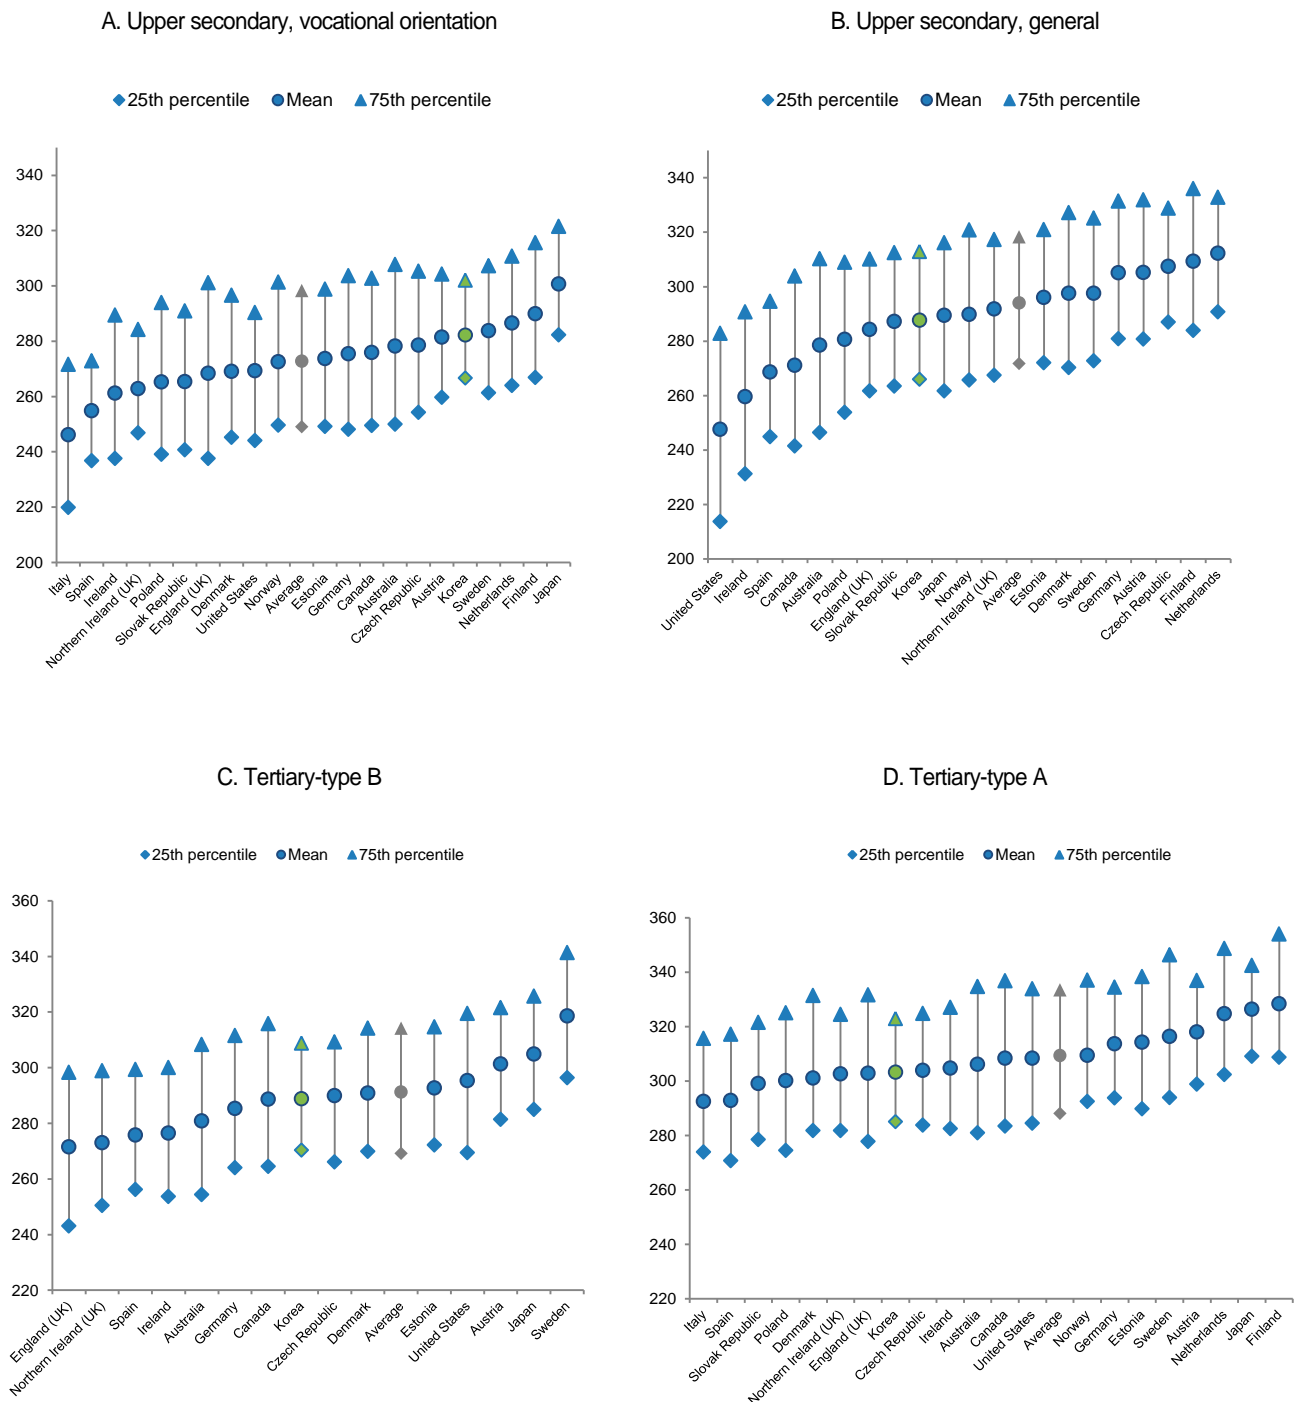 A. Upper secondary, vocational orientation
25th percentile Mean 75th percentile
340
320
300
280
260
240
220
200
Italy
Spain
Ireland
Northern Ireland (UK)
Poland
Slovak Republic
England (UK)
Denmark
United States
Norway
Average
Estonia
Germany
Canada
Australia
Czech Republic
Austria
Korea
Sweden
Netherlands
Finland
Japan
B. Upper secondary, general
25th percentile Mean 75th percentile
340
320
300
280
260
240
220
200
United States
Ireland
Spain
Canada
Australia
Poland
England (UK)
Slovak Republic
Korea
Japan
Norway
Northern Ireland (UK)
Average
Estonia
Denmark
Sweden
Germany
Austria
Czech Republic
Finland
Netherlands
C. Tertiary-type B
25th percentile Mean 75th percentile
360
340
320
300
280
260
240
220
England (UK)
Northern Ireland (UK)
Spain
Ireland
Australia
Germany
Canada
Korea
Czech Republic
Denmark
Average
Estonia
United States
Austria
Japan
Sweden
D. Tertiary-type A
25th percentile Mean 75th percentile
360
340
320
300
280
260
240
220
Italy
Spain
Slovak Republic
Poland
Denmark
Northern Ireland (UK)
England (UK)
Korea
Czech Republic
Ireland
Australia
Canada
United States
Average
Norway
Germany
Estonia
Sweden
Austria
Netherlands
Japan
Finland